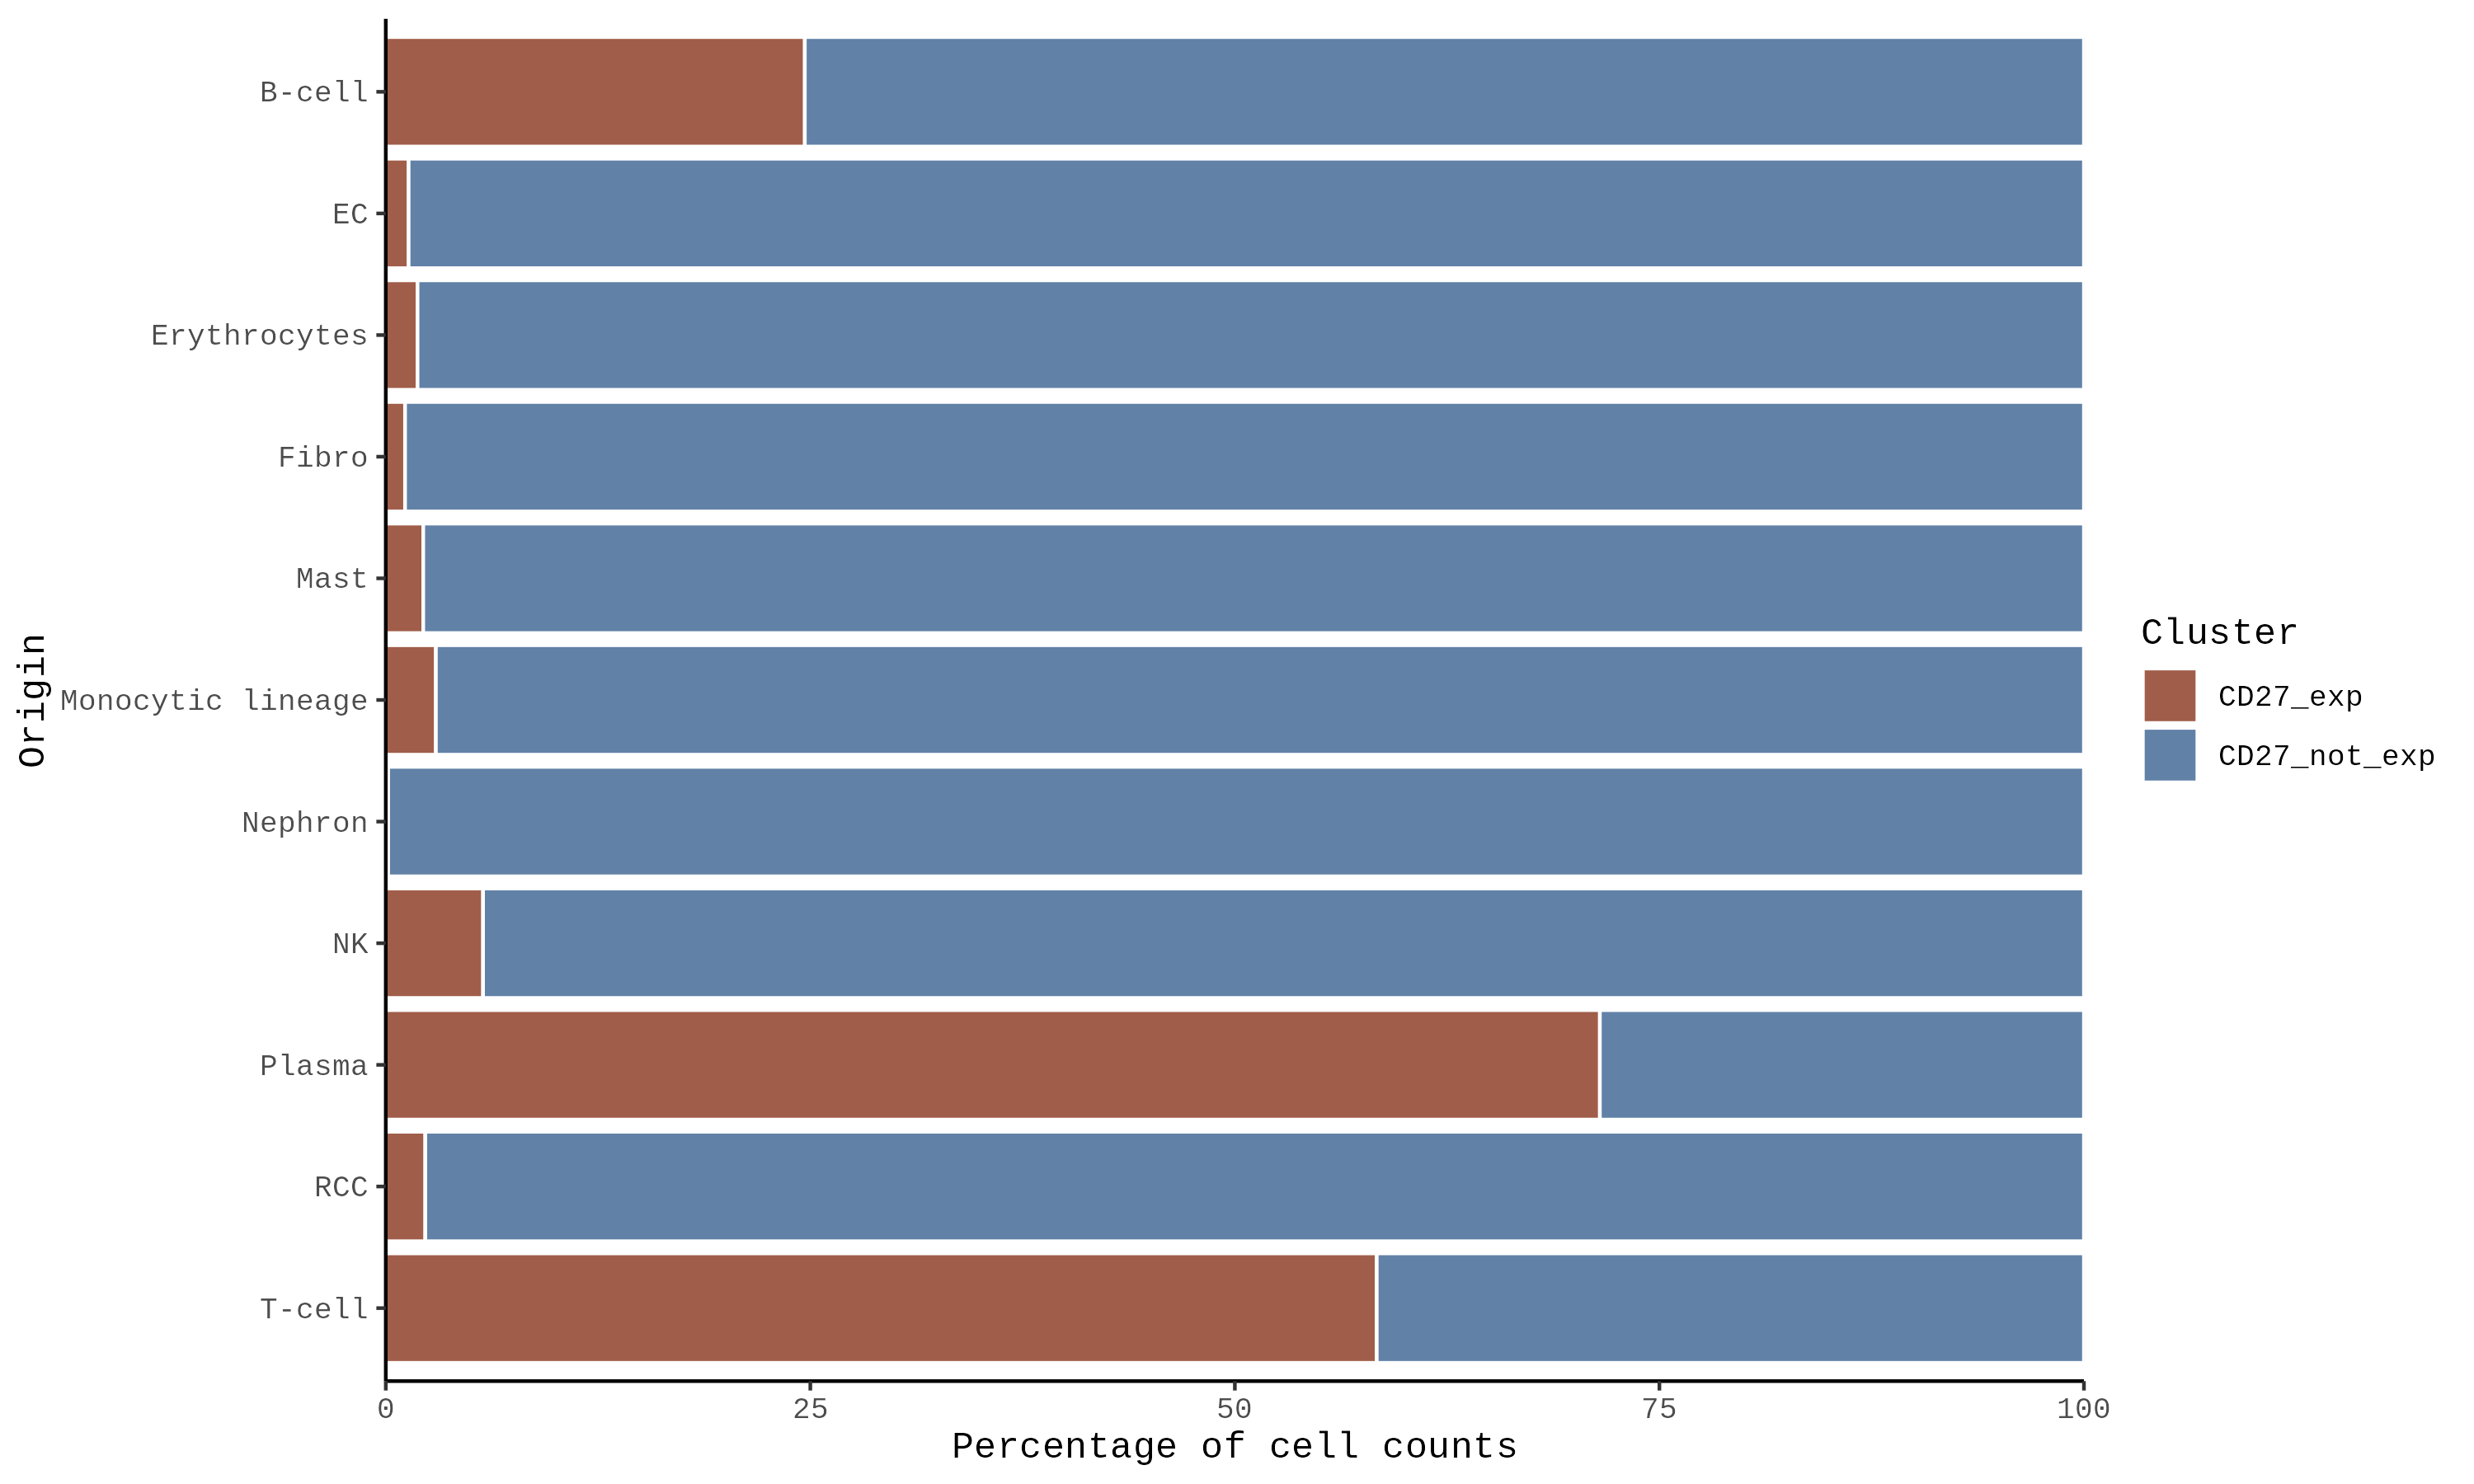 B-cell
EC
Erythrocytes
Fibro
Mast
Monocytic lineage
Nephron
NK
Plasma
RCC
T-cell
Origin
0 25 50 75 100
Percentage of cell counts
Cluster
CD27_exp
CD27_not_exp